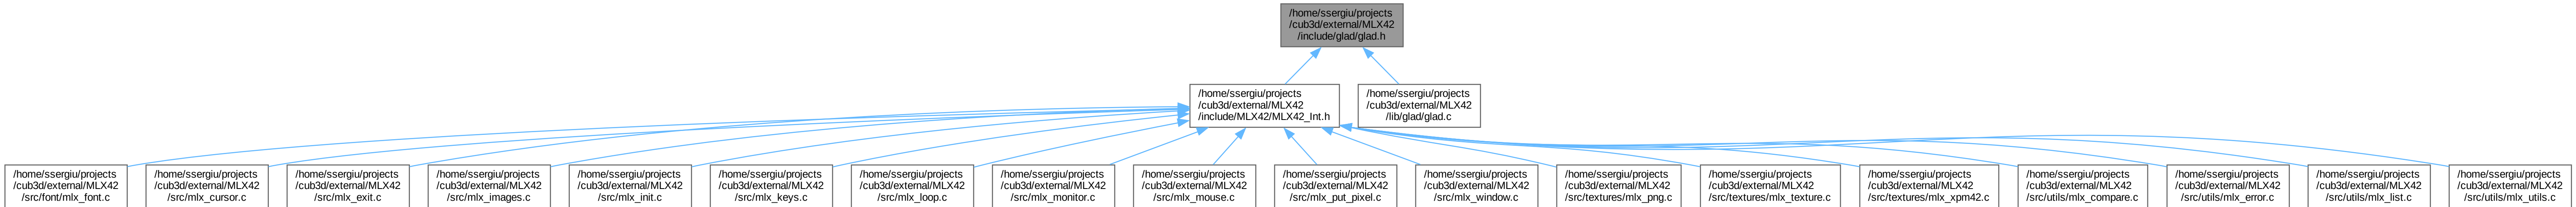 /home/ssergiu/projects
/cub3d/external/MLX42
/include/glad/glad.h
/home/ssergiu/projects
/cub3d/external/MLX42
/include/MLX42/MLX42_Int.h
/home/ssergiu/projects
/cub3d/external/MLX42
/lib/glad/glad.c
/home/ssergiu/projects
/cub3d/external/MLX42
/src/font/mlx_font.c
/home/ssergiu/projects
/cub3d/external/MLX42
/src/mlx_cursor.c
/home/ssergiu/projects
/cub3d/external/MLX42
/src/mlx_exit.c
/home/ssergiu/projects
/cub3d/external/MLX42
/src/mlx_images.c
/home/ssergiu/projects
/cub3d/external/MLX42
/src/mlx_init.c
/home/ssergiu/projects
/cub3d/external/MLX42
/src/mlx_keys.c
/home/ssergiu/projects
/cub3d/external/MLX42
/src/mlx_loop.c
/home/ssergiu/projects
/cub3d/external/MLX42
/src/mlx_monitor.c
/home/ssergiu/projects
/cub3d/external/MLX42
/src/mlx_mouse.c
/home/ssergiu/projects
/cub3d/external/MLX42
/src/mlx_put_pixel.c
/home/ssergiu/projects
/cub3d/external/MLX42
/src/mlx_window.c
/home/ssergiu/projects
/cub3d/external/MLX42
/src/textures/mlx_png.c
/home/ssergiu/projects
/cub3d/external/MLX42
/src/textures/mlx_texture.c
/home/ssergiu/projects
/cub3d/external/MLX42
/src/textures/mlx_xpm42.c
/home/ssergiu/projects
/cub3d/external/MLX42
/src/utils/mlx_compare.c
/home/ssergiu/projects
/cub3d/external/MLX42
/src/utils/mlx_error.c
/home/ssergiu/projects
/cub3d/external/MLX42
/src/utils/mlx_list.c
/home/ssergiu/projects
/cub3d/external/MLX42
/src/utils/mlx_utils.c